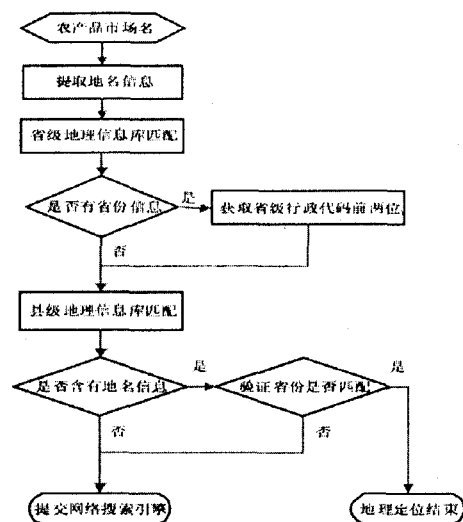 农产品市场名
提取地名信息
省级地理信息库匹配
是否有省份信息
是
获取省级行政代码前两位
否
县级地理信息库匹配
是否含有地名信息
是
验证省份是否匹配
是
否
否
提交网络搜索引擎
地理定位结束